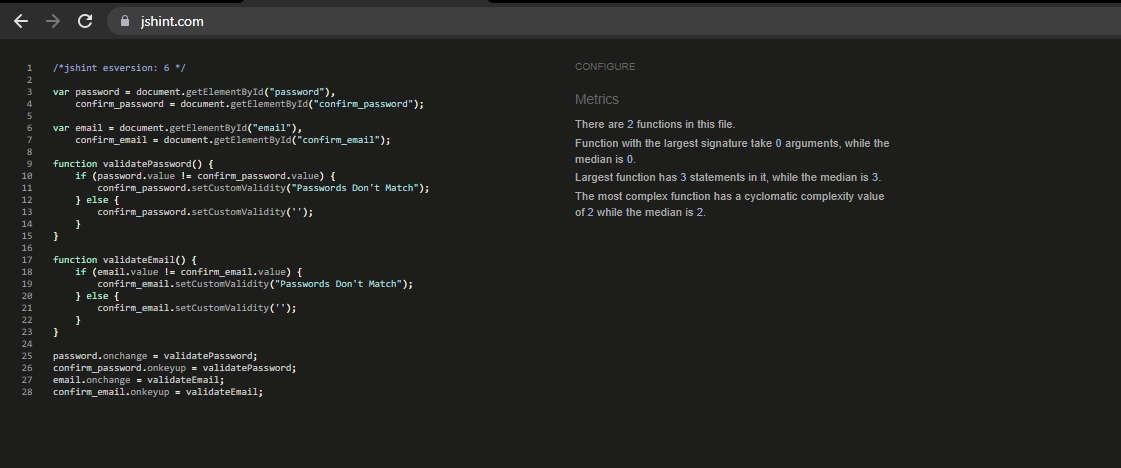 jshint.com
1 /*jshint esversion: 6 */
2
3 var password = document.getElementById("password"),
4     confirm_password = document.getElementById("confirm_password");
5
6 var email = document.getElementById("email"),
7     confirm_email = document.getElementById("confirm_email");
8
9 function validatePassword() {
10     if (password.value != confirm_password.value) {
11         confirm_password.setCustomValidity("Passwords Don't Match");
12     } else {
13         confirm_password.setCustomValidity('');
14     }
15 }
16
17 function validateEmail() {
18     if (email.value != confirm_email.value) {
19         confirm_email.setCustomValidity("Passwords Don't Match");
20     } else {
21         confirm_email.setCustomValidity('');
22     }
23 }
24
25 password.onchange = validatePassword;
26 confirm_password.onkeyup = validatePassword;
27 email.onchange = validateEmail;
28 confirm_email.onkeyup = validateEmail;
CONFIGURE
Metrics
There are 2 functions in this file.
Function with the largest signature take 0 arguments, while the
median is 0.
Largest function has 3 statements in it, while the median is 3.
The most complex function has a cyclomatic complexity value
of 2 while the median is 2.